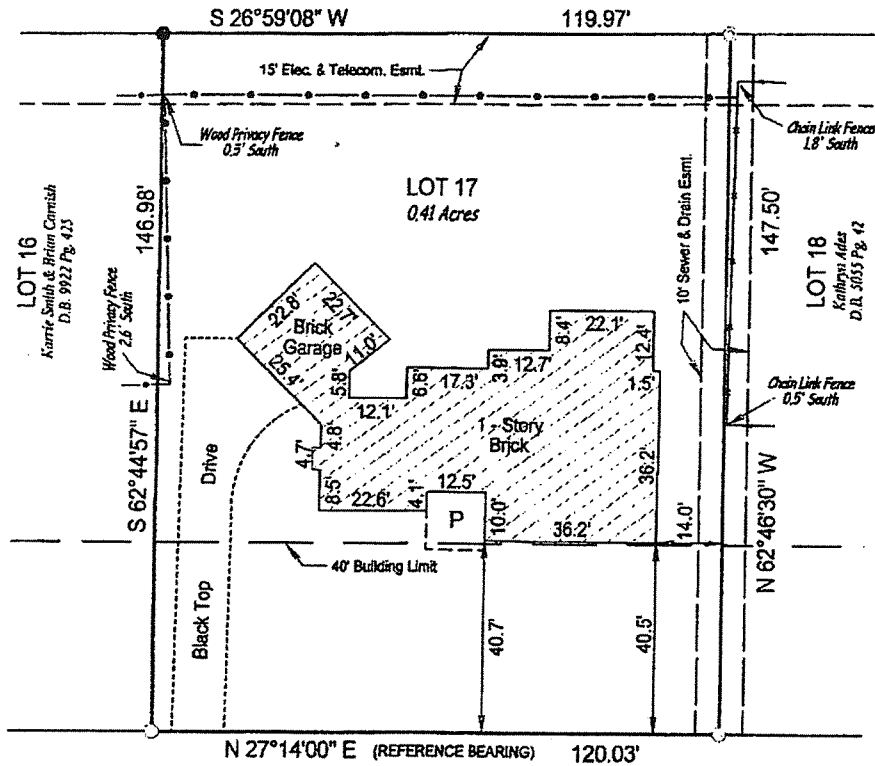 S 26°59'08" W 119.97'
15' Elec. & Telecom. Esmt.
Wood Privacy Fence
0.3' South
Chain Link Fence
1.8' South
LOT 17
0.41 Acres
LOT 16
Karrie Smith & Brian Cornish
D.B. 9922 Pg. 425
146.98'
S 62°44'57" E
Wood Privacy Fence
2.6' South
10' Sewer & Drain Esmt.
147.50'
N 62°46'30" W
LOT 18
Kathryn Ades
D.B. 5055 Pg. 42
Chain Link Fence
0.5' South
22.8'
22.7'
Brick
Garage
11.0'
25.4'
5.8'
12.1'
6.6'
17.3'
3.9'
12.7'
8.4'
22.1'
12.4'
1.5'
1 - Story
Brick
4.8'
4.7'
8.5'
22.6'
4.1'
12.5'
P
10.0'
36.2'
36.2'
14.0'
Drive
Black Top
40' Building Limit
40.7'
40.5'
N 27°14'00" E (REFERENCE BEARING) 120.03'